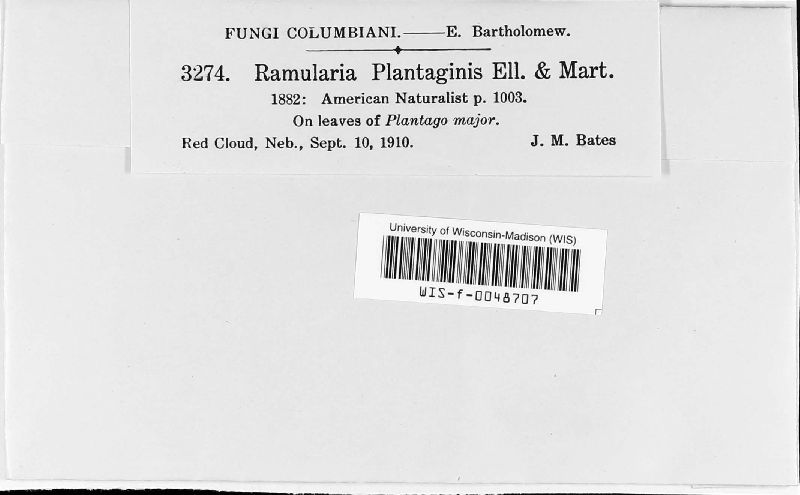 FUNGI COLUMBIANI.——E. Bartholomew.
3274. Ramularia Plantaginis Ell. & Mart.
1882: American Naturalist p. 1003.
On leaves of Plantago major.
Red Cloud, Neb., Sept. 10, 1910. J. M. Bates
University of Wisconsin-Madison (WIS)
WIS-f-0048707